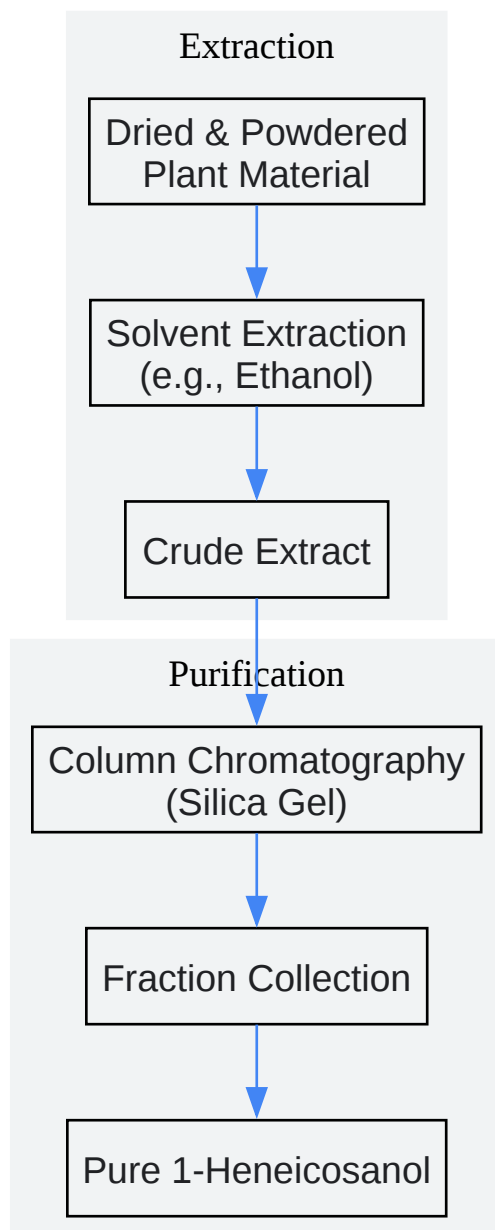 Extraction
Dried & Powdered
Plant Material
Solvent Extraction
(e.g., Ethanol)
Crude Extract
Purification
Column Chromatography
(Silica Gel)
Fraction Collection
Pure 1-Heneicosanol